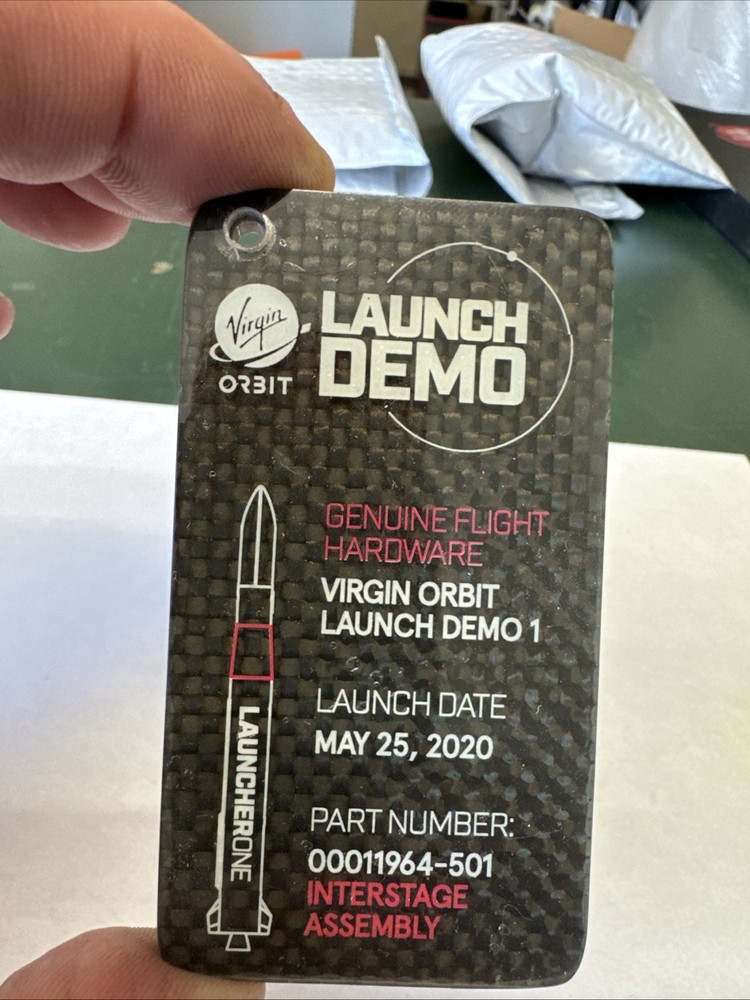 Virgin
ORBIT
LAUNCH
DEMO
GENUINE FLIGHT
HARDWARE
VIRGIN ORBIT
LAUNCH DEMO 1
LAUNCH DATE
MAY 25, 2020
PART NUMBER:
00011964-501
INTERSTAGE
ASSEMBLY
LAUNCHERONE